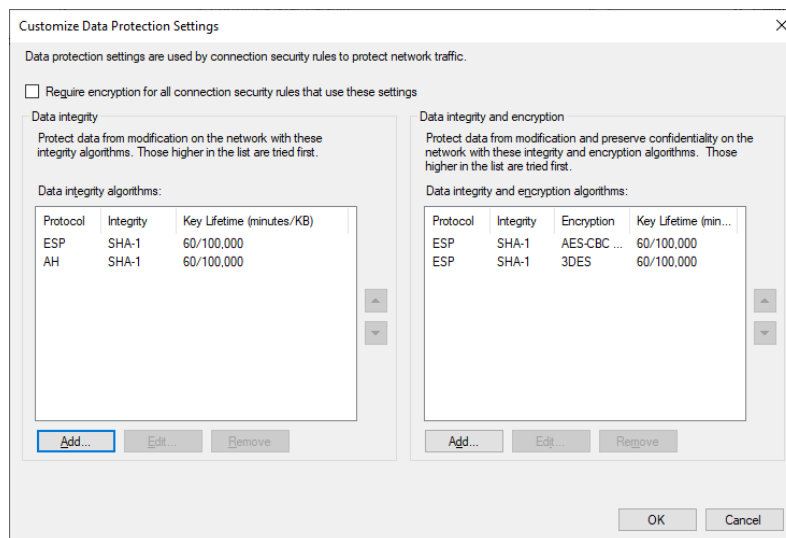 Customize Data Protection Settings
Data protection settings are used by connection security rules to protect network traffic.
Require encryption for all connection security rules that use these settings
Data integrity
Protect data from modification on the network with these
integrity algorithms. Those higher in the list are tried first.
Data integrity algorithms:
Protocol Integrity Key Lifetime (minutes/KB)
ESP SHA-1 60/100,000
AH SHA-1 60/100,000
Add... Edit... Remove
Data integrity and encryption
Protect data from modification and preserve confidentiality on the
network with these integrity and encryption algorithms. Those
higher in the list are tried first.
Data integrity and encryption algorithms:
Protocol Integrity Encryption Key Lifetime (min...
ESP SHA-1 AES-CBC ... 60/100,000
ESP SHA-1 3DES 60/100,000
Add... Edit... Remove
OK Cancel